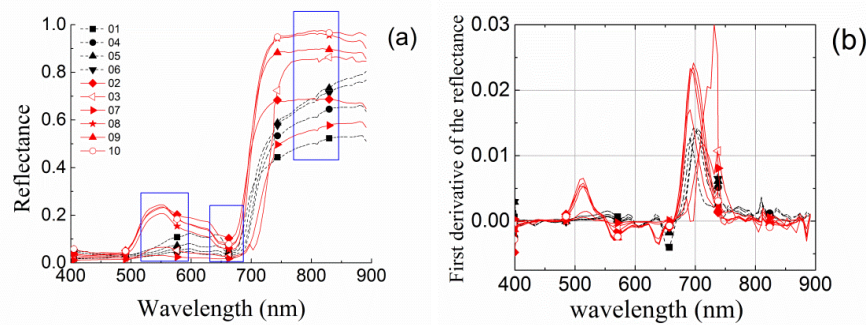 (a)
Reflectance
1.0
0.8
0.6
0.4
0.2
0.0
01
04
05
06
02
03
07
08
09
10
400 500 600 700 800 900
Wavelength (nm)
(b)
First derivative of the reflectance
0.03
0.02
0.01
0.00
400 500 600 700 800 900
wavelength (nm)